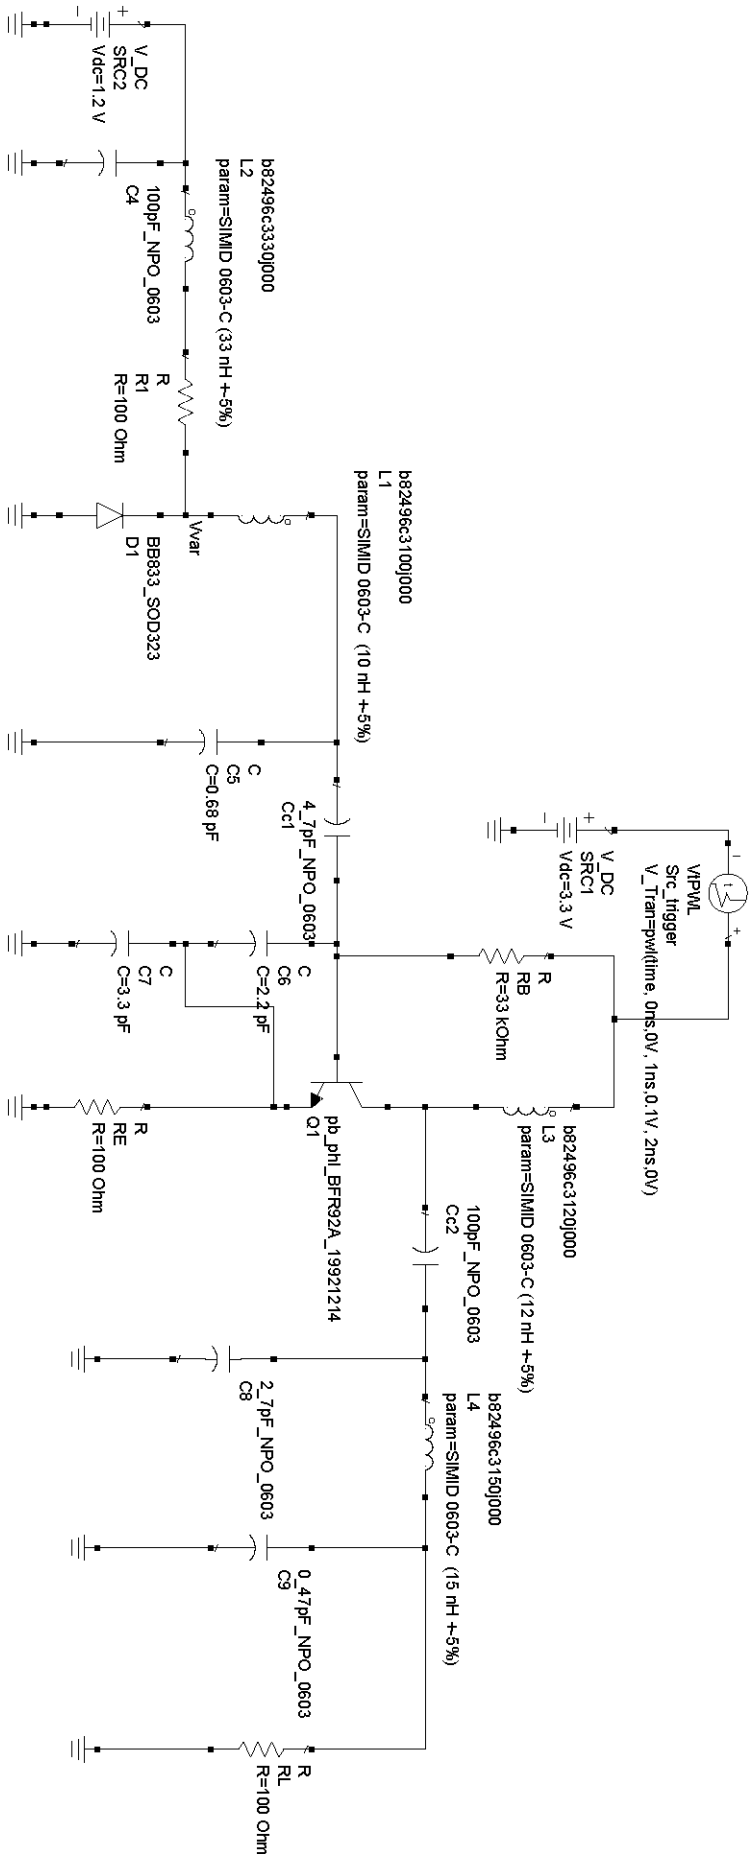 V_DC
SRC2
Vdc=1.2 V
100pF_NPO_0603
C4
b82496c3330j000
L2
param=SIMID 0603-C (33 nH +-5%)
R
R1
R=100 Ohm
BB833_SOD323
D1
Vvar
b82496c3100j000
L1
param=SIMID 0603-C (10 nH +-5%)
C
C5
C=0.68 pF
4_7pF_NPO_0603
Cc1
V_DC
SRC1
Vdc=3.3 V
VtPWL
Src_trigger
V_Tran=pwl(time, 0ns,0V, 1ns,0.1V, 2ns,0V)
t
C
C6
C=2.2 pF
C
C7
C=3.3 pF
R
RB
R=33 kOhm
R
RE
R=100 Ohm
pb_phl_BFR92A_19921214
Q1
b82496c3120j000
L3
param=SIMID 0603-C (12 nH +-5%)
100pF_NPO_0603
Cc2
2_7pF_NPO_0603
C8
b82496c3150j000
L4
param=SIMID 0603-C (15 nH +-5%)
0_47pF_NPO_0603
C9
R
RL
R=100 Ohm